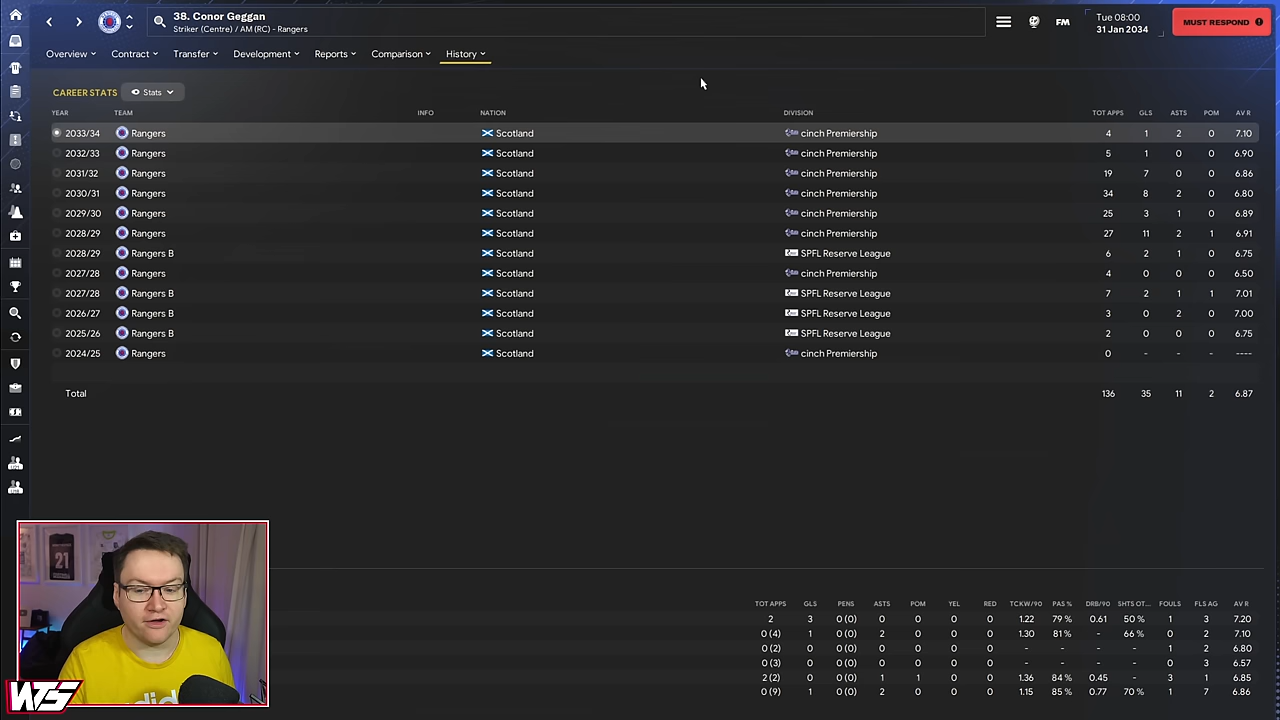 38. Conor Geggan
Striker (Centre) / AM (RC) - Rangers
FM
Tue 08:00
31 Jan 2034
MUST RESPOND
Overview Contract Transfer Development Reports Comparison History
CAREER STATS Stats
YEAR TEAM INFO NATION DIVISION TOT APPS GLS ASTS POM AV R
2033/34 Rangers Scotland cinch Premiership 4 1 2 0 7.10
2032/33 Rangers Scotland cinch Premiership 5 1 0 0 6.90
2031/32 Rangers Scotland cinch Premiership 19 7 0 0 6.86
2030/31 Rangers Scotland cinch Premiership 34 8 2 0 6.80
2029/30 Rangers Scotland cinch Premiership 25 3 1 0 6.89
2028/29 Rangers Scotland cinch Premiership 27 11 2 1 6.91
2028/29 Rangers B Scotland SPFL Reserve League 6 2 1 0 6.75
2027/28 Rangers Scotland cinch Premiership 4 0 0 0 6.50
2027/28 Rangers B Scotland SPFL Reserve League 7 2 1 1 7.01
2026/27 Rangers B Scotland SPFL Reserve League 3 0 2 0 7.00
2025/26 Rangers B Scotland SPFL Reserve League 2 0 0 0 6.75
2024/25 Rangers Scotland cinch Premiership 0 - - - ----
Total 136 35 11 2 6.87
TOT APPS GLS PENS ASTS POM YEL RED TCKW/90 PAS % DRB/90 SHTS OT... FOULS FLS AG AV R
2 3 0 (0) 0 0 0 0 1.22 79 % 0.61 50 % 1 3 7.20
0 (4) 1 0 (0) 2 0 0 0 1.30 81 % - 66 % 0 2 7.10
0 (2) 0 0 (0) 0 0 0 0 - - - - 1 2 6.80
0 (3) 0 0 (0) 0 0 0 0 - - - - 0 3 6.57
2 (2) 0 0 (0) 1 1 0 0 1.36 84 % 0.45 - 3 1 6.85
2 (9) 1 0 (0) 2 0 0 0 1.15 85 % 0.77 70 % 1 7 6.86
21
did
WTS